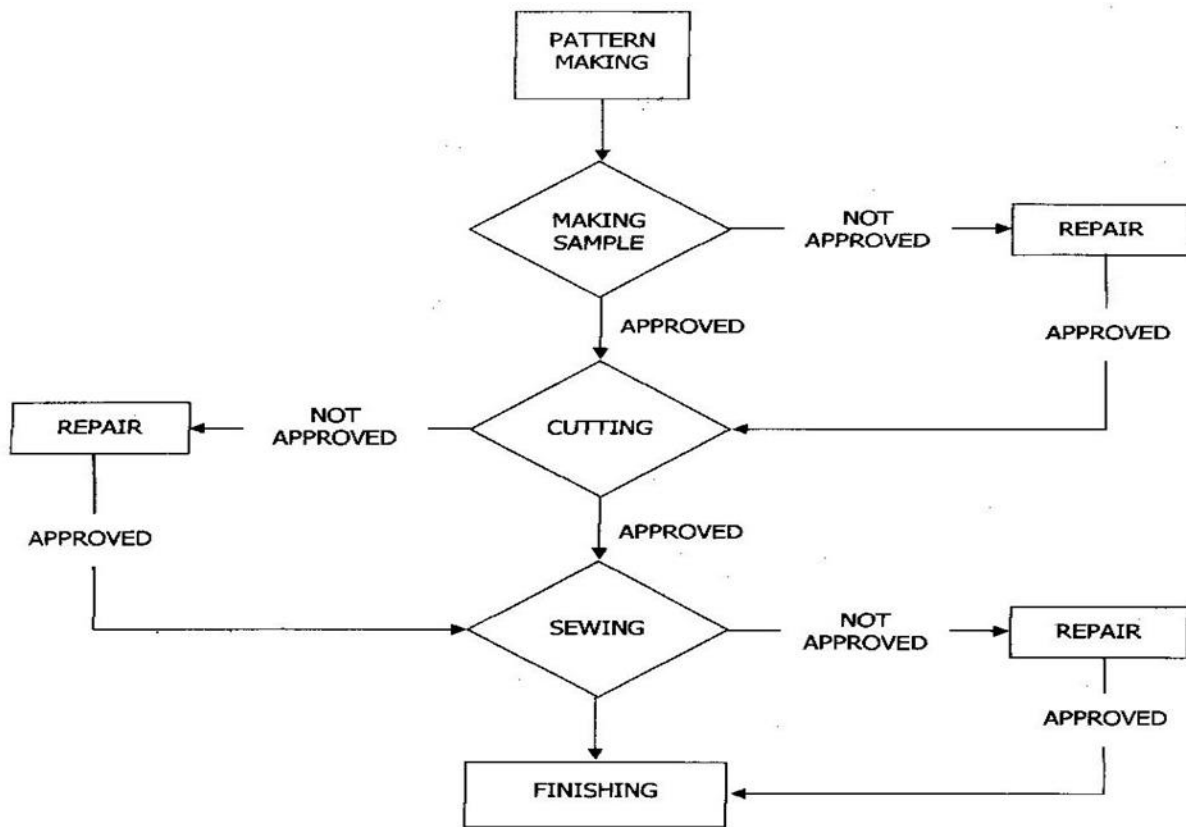 PATTERN
MAKING
MAKING
SAMPLE
NOT
APPROVED
REPAIR
APPROVED
APPROVED
REPAIR
NOT
APPROVED
CUTTING
APPROVED
APPROVED
SEWING
NOT
APPROVED
REPAIR
APPROVED
FINISHING